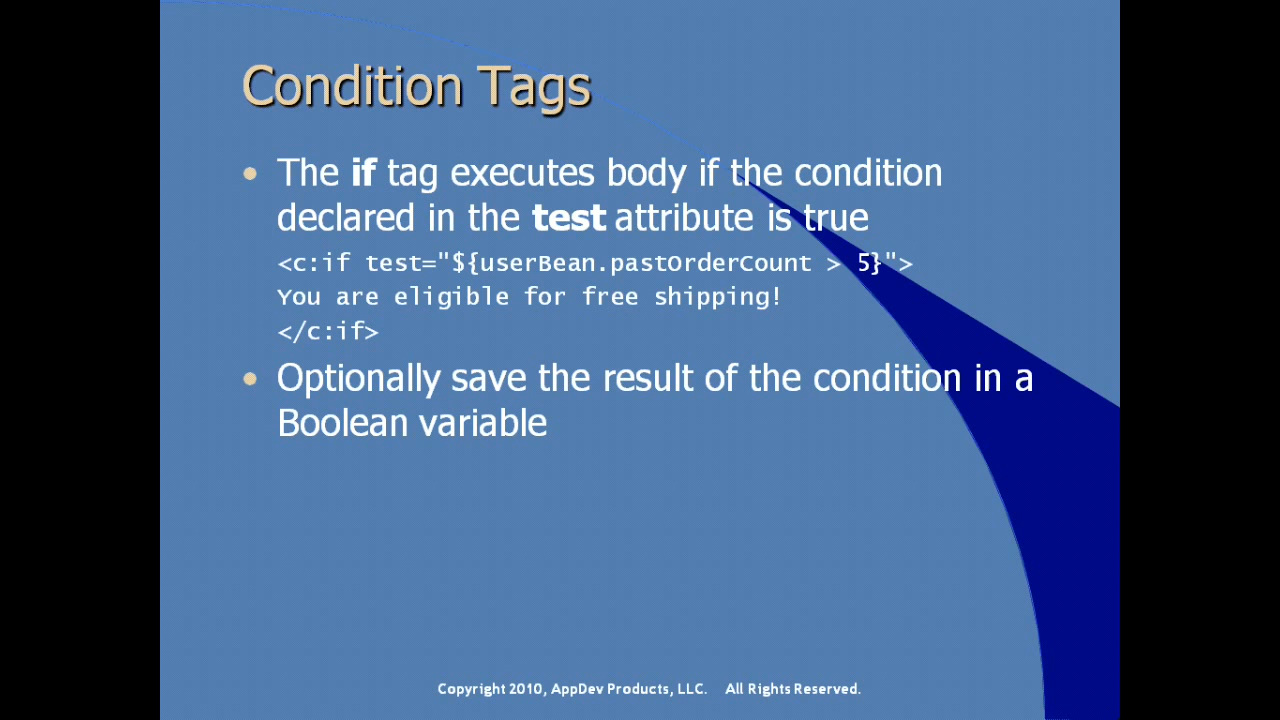 Condition Tags
• The if tag executes body if the condition
declared in the test attribute is true
<c:if test="${userBean.pastOrderCount > 5}">
You are eligible for free shipping!
</c:if>
• Optionally save the result of the condition in a
Boolean variable
Copyright 2010, AppDev Products, LLC. All Rights Reserved.